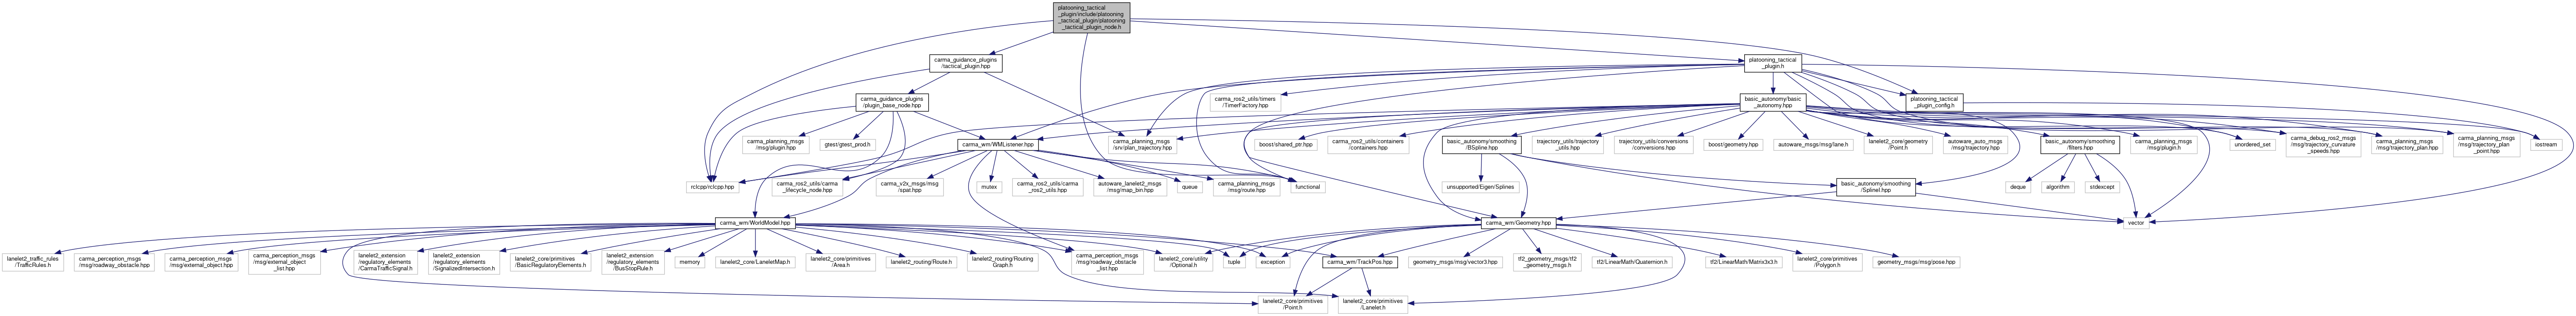 platooning_tactical
_plugin/include/platooning
_tactical_plugin/platooning
_tactical_plugin_node.h
carma_guidance_plugins
/tactical_plugin.hpp
platooning_tactical
_plugin.h
carma_guidance_plugins
/plugin_base_node.hpp
carma_ros2_utils/timers
/TimerFactory.hpp
basic_autonomy/basic
_autonomy.hpp
platooning_tactical
_plugin_config.h
carma_planning_msgs
/msg/plugin.hpp
gtest/gtest_prod.h
carma_wm/WMListener.hpp
carma_planning_msgs
/srv/plan_trajectory.hpp
boost/shared_ptr.hpp
carma_ros2_utils/containers
/containers.hpp
basic_autonomy/smoothing
/BSpline.hpp
trajectory_utils/trajectory
_utils.hpp
trajectory_utils/conversions
/conversions.hpp
boost/geometry.hpp
autoware_msgs/msg/lane.h
lanelet2_core/geometry
/Point.h
autoware_auto_msgs
/msg/trajectory.hpp
basic_autonomy/smoothing
/filters.hpp
carma_planning_msgs
/msg/plugin.h
unordered_set
carma_debug_ros2_msgs
/msg/trajectory_curvature
_speeds.hpp
carma_planning_msgs
/msg/trajectory_plan.hpp
carma_planning_msgs
/msg/trajectory_plan
_point.hpp
iostream
rclcpp/rclcpp.hpp
carma_ros2_utils/carma
_lifecycle_node.hpp
carma_v2x_msgs/msg
/spat.hpp
mutex
carma_ros2_utils/carma
_ros2_utils.hpp
autoware_lanelet2_msgs
/msg/map_bin.hpp
queue
carma_planning_msgs
/msg/route.hpp
functional
unsupported/Eigen/Splines
basic_autonomy/smoothing
/SplineI.hpp
deque
algorithm
stdexcept
carma_wm/WorldModel.hpp
carma_wm/Geometry.hpp
vector
lanelet2_traffic_rules
/TrafficRules.h
carma_perception_msgs
/msg/roadway_obstacle.hpp
carma_perception_msgs
/msg/external_object.hpp
carma_perception_msgs
/msg/external_object
_list.hpp
lanelet2_extension
/regulatory_elements
/CarmaTrafficSignal.h
lanelet2_extension
/regulatory_elements
/SignalizedIntersection.h
lanelet2_core/primitives
/BasicRegulatoryElements.h
lanelet2_extension
/regulatory_elements
/BusStopRule.h
memory
lanelet2_core/LaneletMap.h
lanelet2_core/primitives
/Area.h
lanelet2_routing/Route.h
lanelet2_routing/Routing
Graph.h
carma_perception_msgs
/msg/roadway_obstacle
_list.hpp
lanelet2_core/utility
/Optional.h
tuple
exception
carma_wm/TrackPos.hpp
geometry_msgs/msg/vector3.hpp
tf2_geometry_msgs/tf2
_geometry_msgs.h
tf2/LinearMath/Quaternion.h
tf2/LinearMath/Matrix3x3.h
lanelet2_core/primitives
/Polygon.h
geometry_msgs/msg/pose.hpp
lanelet2_core/primitives
/Point.h
lanelet2_core/primitives
/Lanelet.h